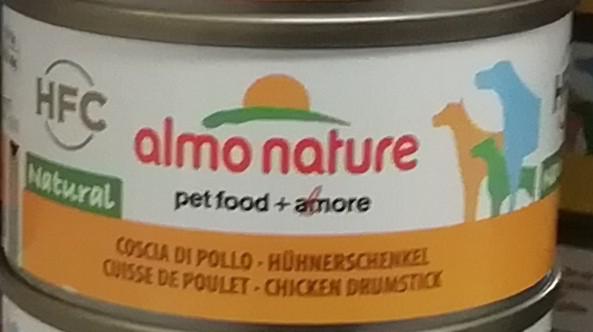 HFC
almo nature
Natural
pet food + amore
COSCIA DI POLLO - HÜHNERSCHENKEL
CUISSE DE POULET - CHICKEN DRUMSTICK